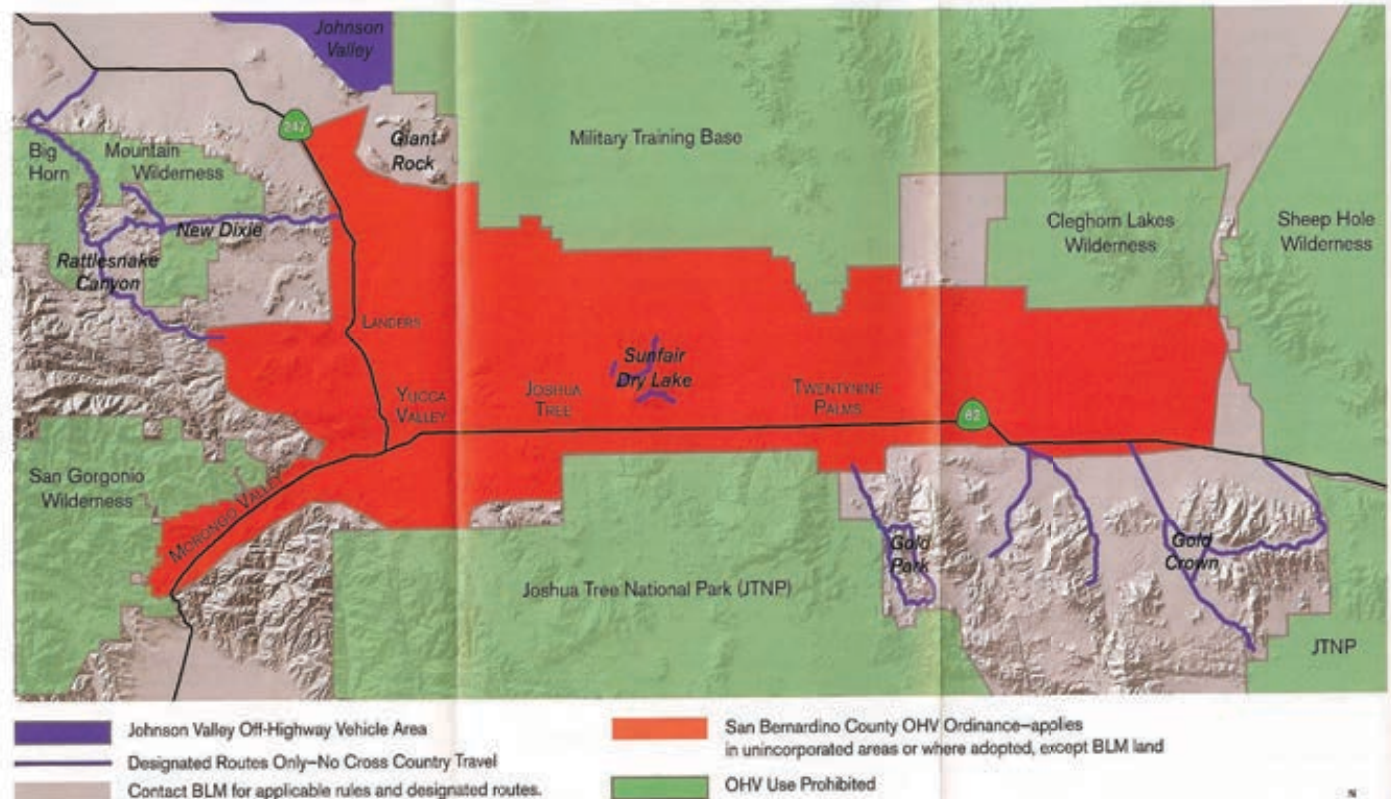 Johnson
Valley
247
Giant
Rock
Military Training Base
Big
Horn
Mountain
Wilderness
New Dixie
Rattlesnake
Canyon
Cleghorn Lakes
Wilderness
Sheep Hole
Wilderness
LANDERS
Sunfair
Dry Lake
YUCCA
VALLEY
JOSHUA
TREE
TWENTYNINE
PALMS
62
San Gorgonio
Wilderness
MORONGO VALLEY
Gold
Park
Gold
Crown
Joshua Tree National Park (JTNP)
JTNP
Johnson Valley Off-Highway Vehicle Area
Designated Routes Only–No Cross Country Travel
Contact BLM for applicable rules and designated routes.
San Bernardino County OHV Ordinance–applies
in unincorporated areas or where adopted, except BLM land
OHV Use Prohibited
N